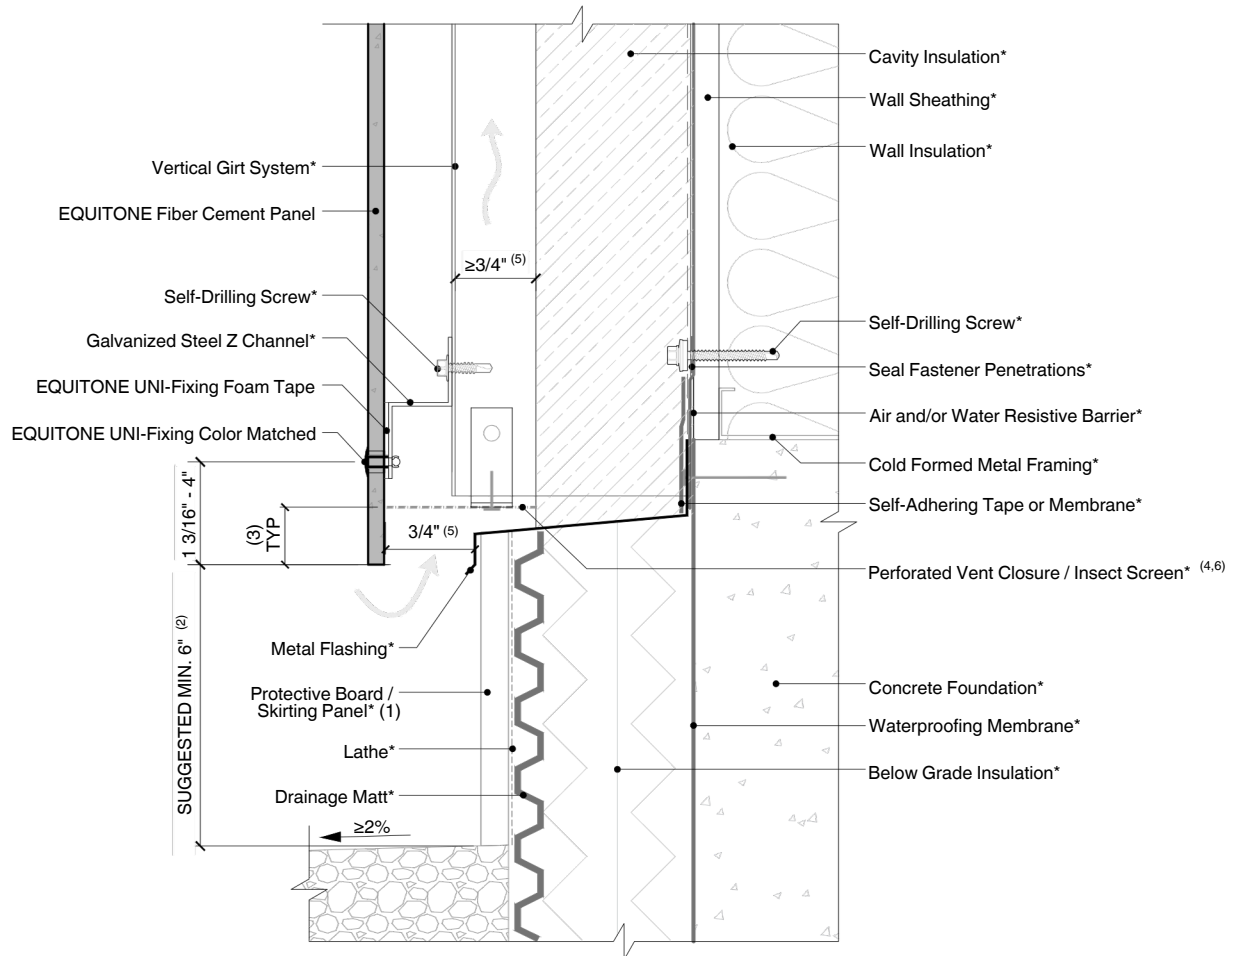 Cavity Insulation*
Wall Sheathing*
Wall Insulation*
Vertical Girt System*
EQUITONE Fiber Cement Panel
≥3/4" (5)
Self-Drilling Screw*
Galvanized Steel Z Channel*
EQUITONE UNI-Fixing Foam Tape
EQUITONE UNI-Fixing Color Matched
Self-Drilling Screw*
Seal Fastener Penetrations*
Air and/or Water Resistive Barrier*
Cold Formed Metal Framing*
Self-Adhering Tape or Membrane*
1 3/16" - 4"
(3)
TYP
3/4" (5)
Perforated Vent Closure / Insect Screen* (4,6)
SUGGESTED MIN. 6" (2)
Metal Flashing*
Protective Board /
Skirting Panel* (1)
Lathe*
Drainage Matt*
Concrete Foundation*
Waterproofing Membrane*
Below Grade Insulation*
≥2%